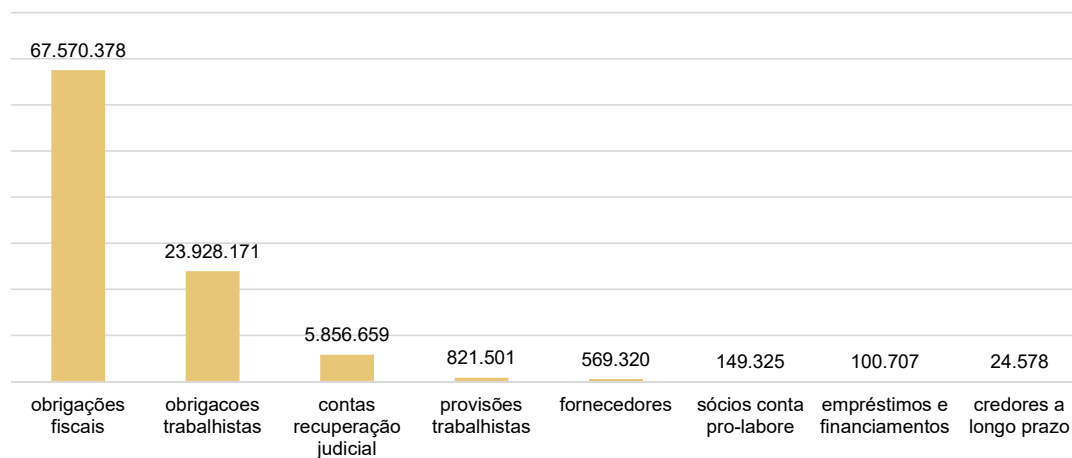 67.570.378
23.928.171
5.856.659
821.501
569.320
149.325
100.707
24.578
obrigações
fiscais
obrigacoes
trabalhistas
contas
recuperação
judicial
provisões
trabalhistas
fornecedores
sócios conta
pro-labore
empréstimos e
financiamentos
credores a
longo prazo